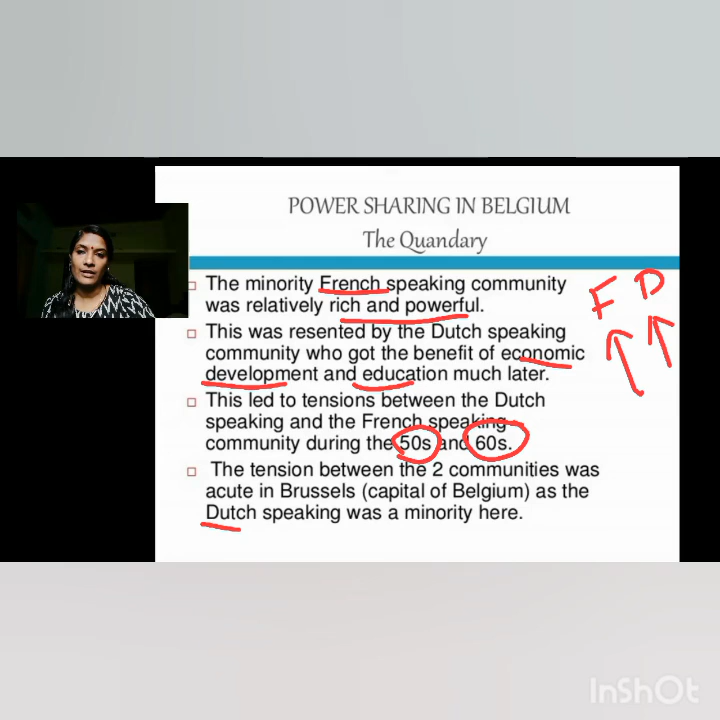 POWER SHARING IN BELGIUM
The Quandary
The minority French speaking community
was relatively rich and powerful.
This was resented by the Dutch speaking
community who got the benefit of economic
development and education much later.
This led to tensions between the Dutch
speaking and the French speaking
community during the 50s and 60s.
The tension between the 2 communities was
acute in Brussels (capital of Belgium) as the
Dutch speaking was a minority here.
F D
InShOt